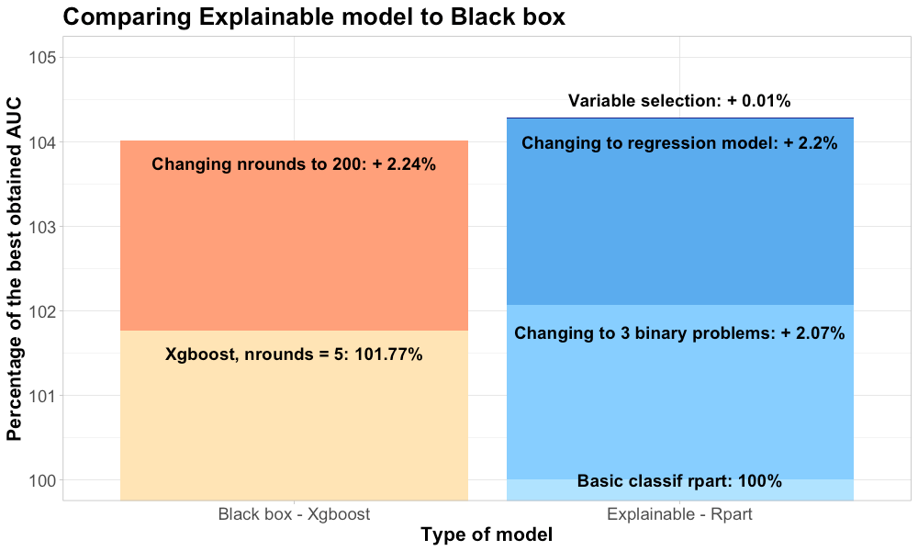 Comparing Explainable model to Black box
Percentage of the best obtained AUC
105
104
103
102
101
100
Variable selection: + 0.01%
Changing nrounds to 200: + 2.24%
Changing to regression model: + 2.2%
Xgboost, nrounds = 5: 101.77%
Changing to 3 binary problems: + 2.07%
Basic classif rpart: 100%
Black box - Xgboost
Explainable - Rpart
Type of model